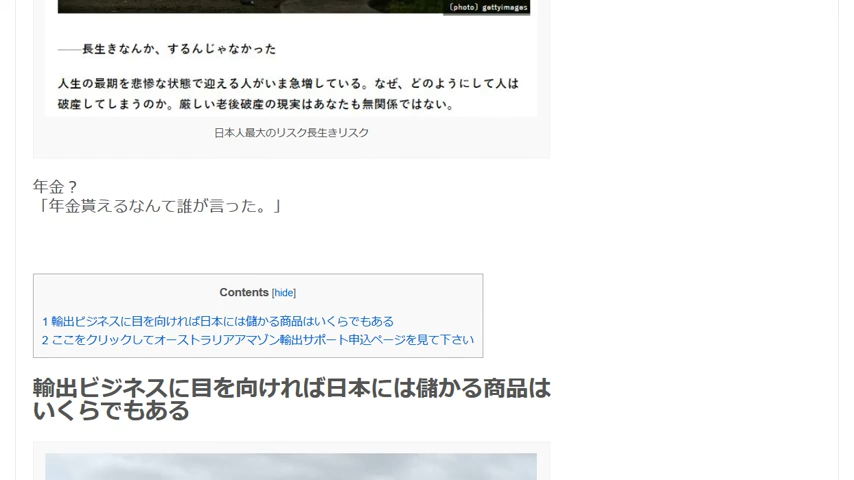 (photo) gettyimages
——長生きなんか、するんじゃなかった
人生の最期を悲惨な状態で迎える人がいま急増している。なぜ、どのようにして人は
破産してしまうのか。厳しい老後破産の現実はあなたも無関係ではない。
日本人最大のリスク長生きリスク
年金？
「年金貰えるなんて誰が言った。」
Contents [hide]
1 輸出ビジネスに目を向ければ日本には儲かる商品はいくらでもある
2 ここをクリックしてオーストラリアアマゾン輸出サポート申込ページを見て下さい
輸出ビジネスに目を向ければ日本には儲かる商品は
いくらでもある